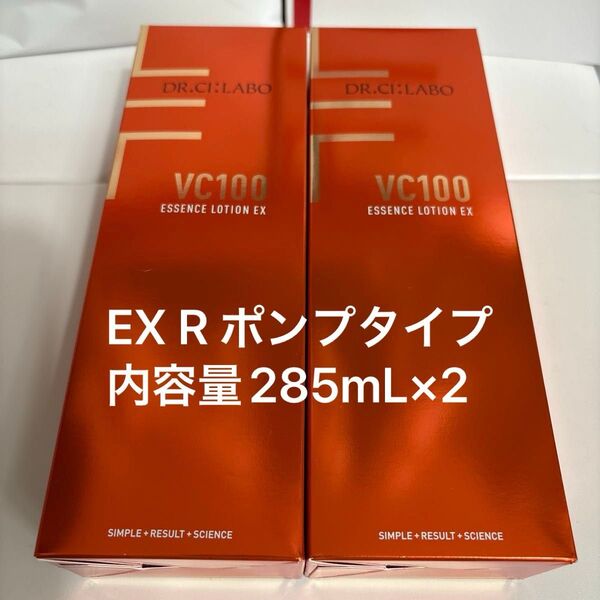 DR.CI:LABO
VC100
ESSENCE LOTION EX
DR.CI:LABO
VC100
ESSENCE LOTION EX
EX R ポンプタイプ
内容量285mL×2
SIMPLE+RESULT+SCIENCE
SIMPLE+RESULT+SCIENCE